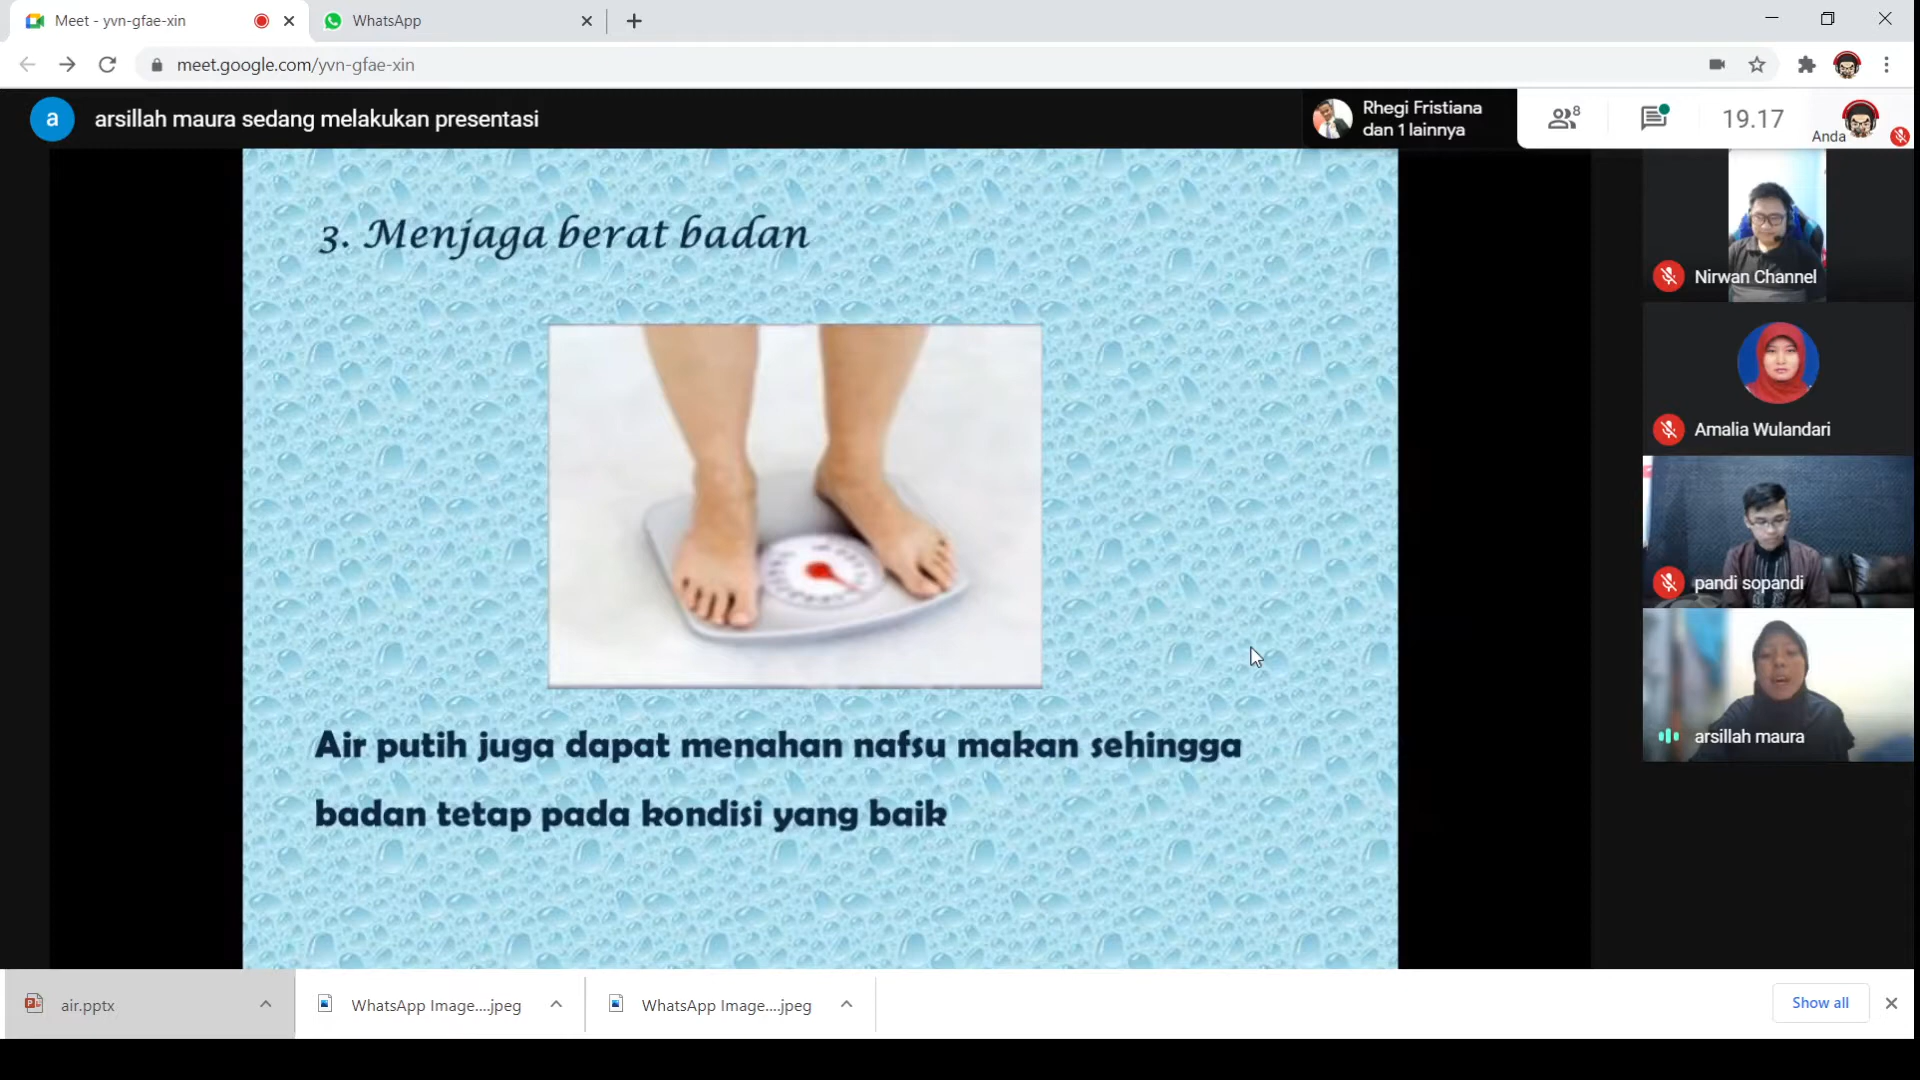 Meet - yvn-gfae-xin
WhatsApp
meet.google.com/yvn-gfae-xin
a
arsillah maura sedang melakukan presentasi
Rhegi Fristiana
dan 1 lainnya
8
19.17
Anda
3. Menjaga berat badan
Nirwan Channel
Amalia Wulandari
pandi sopandi
arsillah maura
Air putih juga dapat menahan nafsu makan sehingga
badan tetap pada kondisi yang baik
air.pptx
WhatsApp Image....jpeg
WhatsApp Image....jpeg
Show all